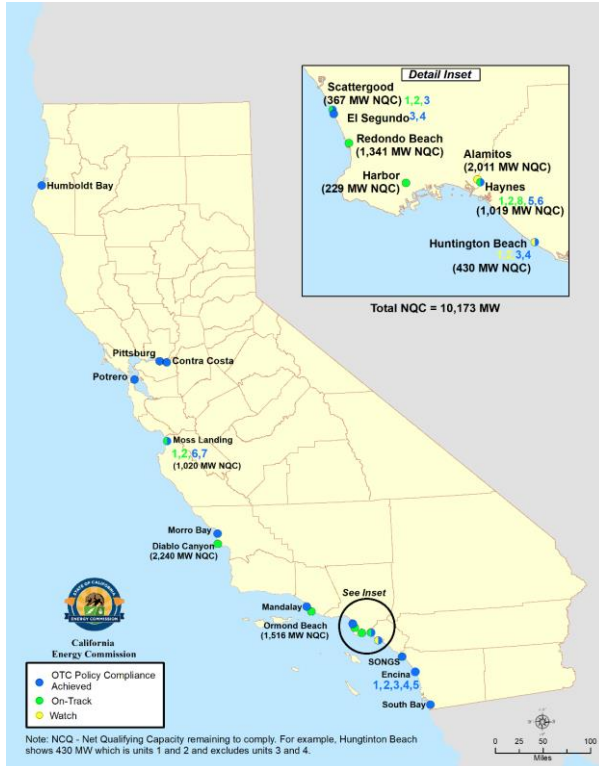 Detail Inset
Scattergood
(367 MW NQC) 1,2,3
El Segundo 3,4
Redondo Beach
(1,341 MW NQC)
Alamitos
(2,011 MW NQC)
Harbor
(229 MW NQC)
Haynes
1,2,8,5,6
(1,019 MW NQC)
Huntington Beach
1,2,3,4
(430 MW NQC)
Total NQC = 10,173 MW
Humboldt Bay
Pittsburg
Contra Costa
Potrero
Moss Landing
1,2,6,7
(1,020 MW NQC)
Morro Bay
Diablo Canyon
(2,240 MW NQC)
See Inset
Mandalay
Ormond Beach
(1,516 MW NQC)
SONGS
Encina
1,2,3,4,5
South Bay
STATE OF CALIFORNIA
ENERGY COMMISSION
California
Energy Commission
OTC Policy Compliance
Achieved
On-Track
Watch
Note: NCQ - Net Qualifying Capacity remaining to comply. For example, Hungtinton Beach
shows 430 MW which is units 1 and 2 and excludes units 3 and 4.
0 25 50 100
Miles